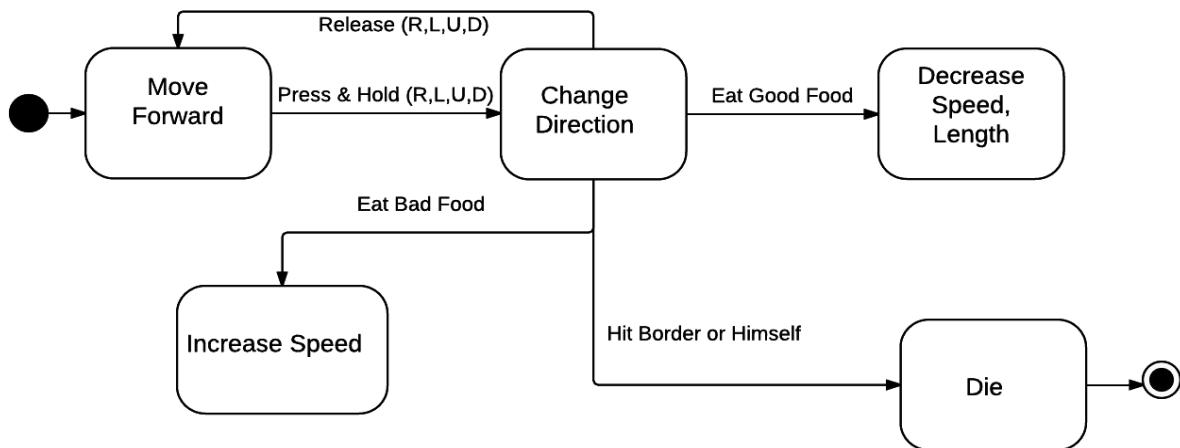 Release (R,L,U,D)
Move
Forward
Press & Hold (R,L,U,D)
Change
Direction
Eat Good Food
Decrease
Speed,
Length
Eat Bad Food
Increase Speed
Hit Border or Himself
Die